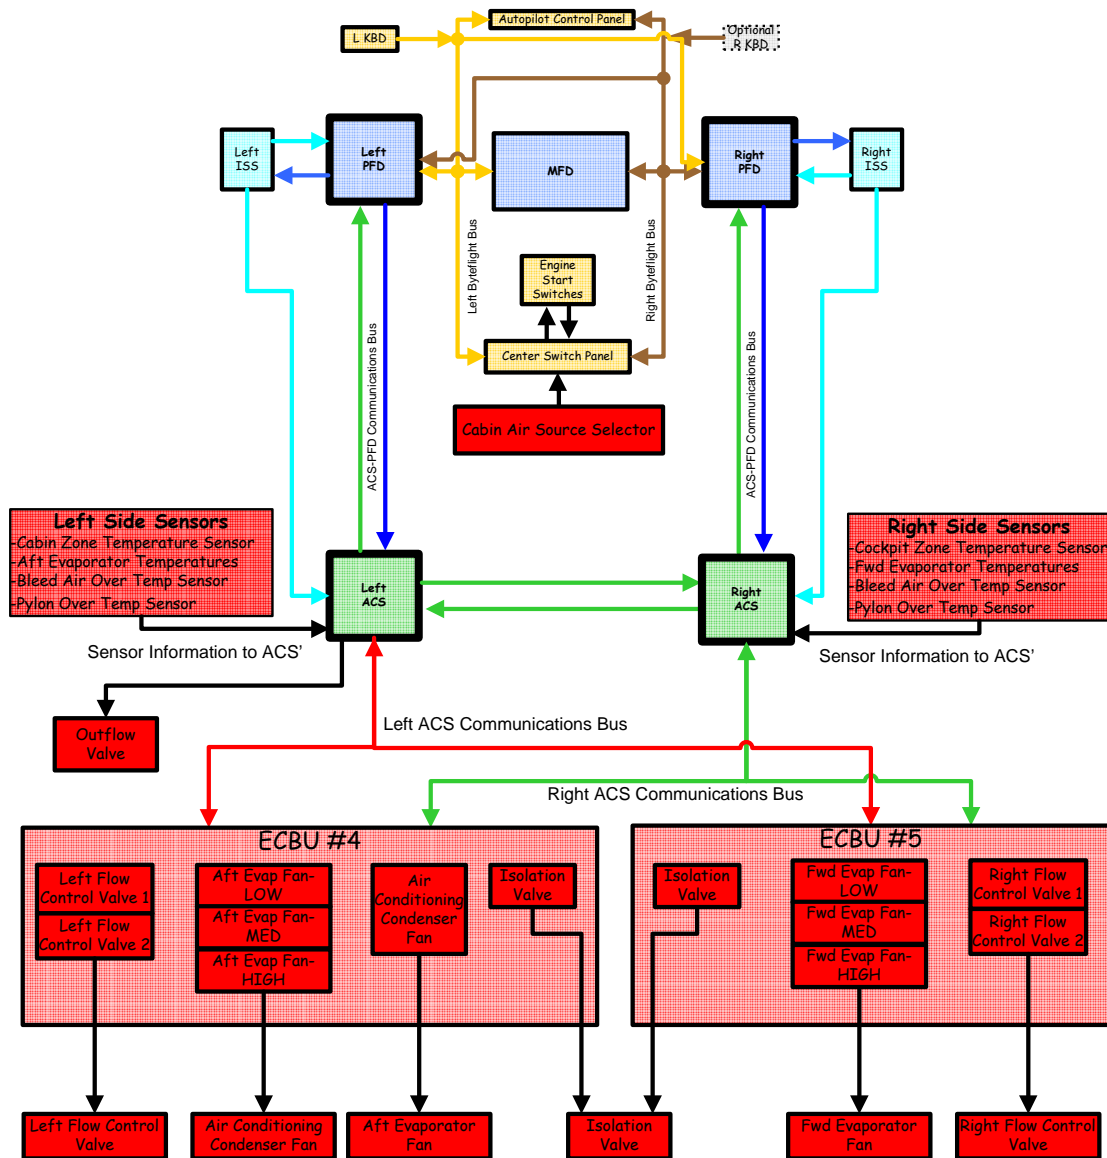 Autopilot Control Panel
L KBD
Optional
R KBD
Left
ISS
Left
PFD
MFD
Right
PFD
Right
ISS
Left Byteflight Bus
Right Byteflight Bus
Engine
Start
Switches
Center Switch Panel
ACS-PFD Communications Bus
ACS-PFD Communications Bus
Cabin Air Source Selector
Left Side Sensors
-Cabin Zone Temperature Sensor
-Aft Evaporator Temperatures
-Bleed Air Over Temp Sensor
-Pylon Over Temp Sensor
Right Side Sensors
-Cockpit Zone Temperature Sensor
-Fwd Evaporator Temperatures
-Bleed Air Over Temp Sensor
-Pylon Over Temp Sensor
Left
ACS
Right
ACS
Sensor Information to ACS'
Sensor Information to ACS'
Outflow
Valve
Left ACS Communications Bus
Right ACS Communications Bus
ECBU #4
Left Flow
Control Valve 1
Left Flow
Control Valve 2
Aft Evap Fan-
LOW
Aft Evap Fan-
MED
Aft Evap Fan-
HIGH
Air
Conditioning
Condenser
Fan
Isolation
Valve
ECBU #5
Isolation
Valve
Fwd Evap Fan-
LOW
Fwd Evap Fan-
MED
Fwd Evap Fan-
HIGH
Right Flow
Control Valve 1
Right Flow
Control Valve 2
Left Flow Control
Valve
Air Conditioning
Condenser Fan
Aft Evaporator
Fan
Isolation
Valve
Fwd Evaporator
Fan
Right Flow Control
Valve